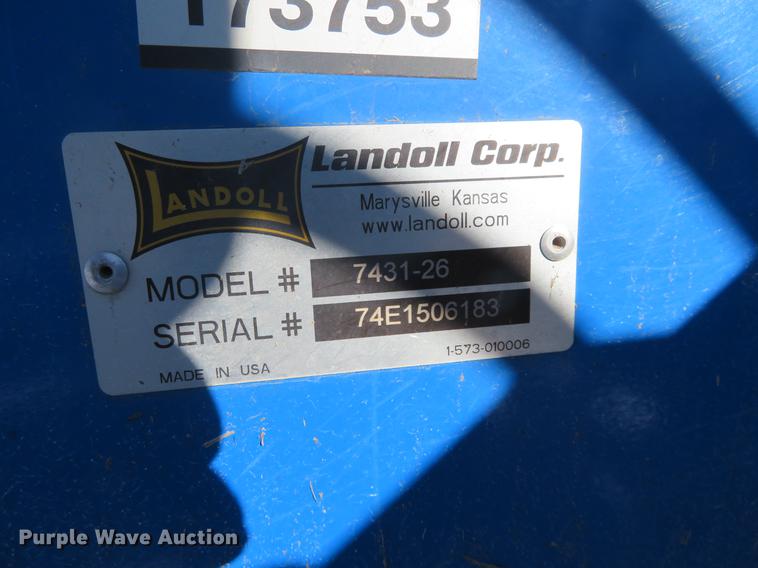 173753
LANDOLL
Landoll Corp.
Marysville Kansas
www.landoll.com
MODEL # 7431-26
SERIAL # 74E1506183
MADE IN USA
1-573-010006
Purple Wave Auction